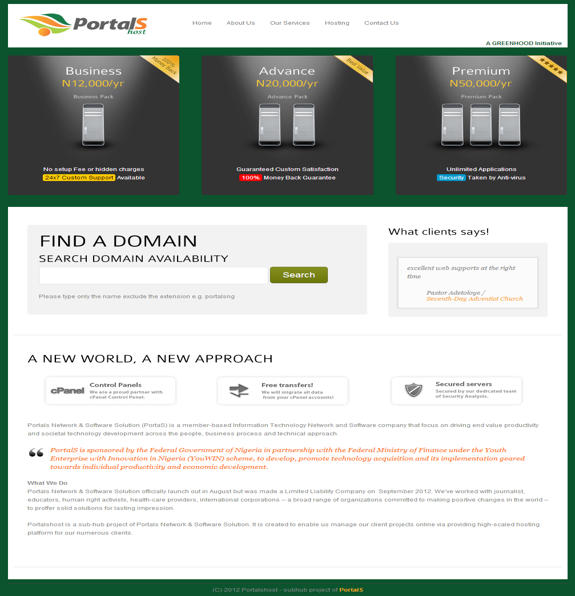 PortalS
host
Home About Us Our Services Hosting Contact Us
A GREENHOOD Initiative
Business
N12,000/yr
Business Pack
No setup Fee or hidden charges
24x7 Custom Support Available
Best Value
Advance
N20,000/yr
Advance Pack
Guaranteed Custom Satisfaction
100% Money Back Guarantee
Premium
N50,000/yr
Premium Pack
Unlimited Applications
Security Taken by Anti-virus
FIND A DOMAIN
SEARCH DOMAIN AVAILABILITY
Search
Please type only the name exclude the extension e.g. portalsng
What clients says!
excellent web supports at the right
time
Pastor Adetoloye /
Seventh-Day Adventist Church
A NEW WORLD, A NEW APPROACH
cPanel
Control Panels
We are a proud partner with
cPanel Control Panel.
Free transfers!
We will migrate all data
from your cPanel accounts!
Secured servers
Secured by our dedicated team
of Security Analysis.
Portals Network & Software Solution (PortalS) is a member-based Information Technology Network and Software company that focus on driving end value productivity
and societal technology development across the people, business process and technical approach.
PortalS is sponsored by the Federal Government of Nigeria in partnership with the Federal Ministry of Finance under the Youth
Enterprise with Innovation in Nigeria (YouWIN) scheme, to develop, promote technology acquisition and its implementation geared
towards individual productivity and economic development.
What We Do
Portals Network & Software Solution officially launch out in August but was made a Limited Liability Company on September 2012. We've worked with journalist,
educators, human right activists, health-care providers, international corporations – a broad range of organizations committed to making positive changes in the world –
to proffer solid solutions for lasting impression.
Portalshost is a sub-hub project of Portals Network & Software Solution. It is created to enable us manage our client projects online via providing high-scaled hosting
platform for our numerous clients.
(C) 2012 Portalshost - subhub project of PortalS